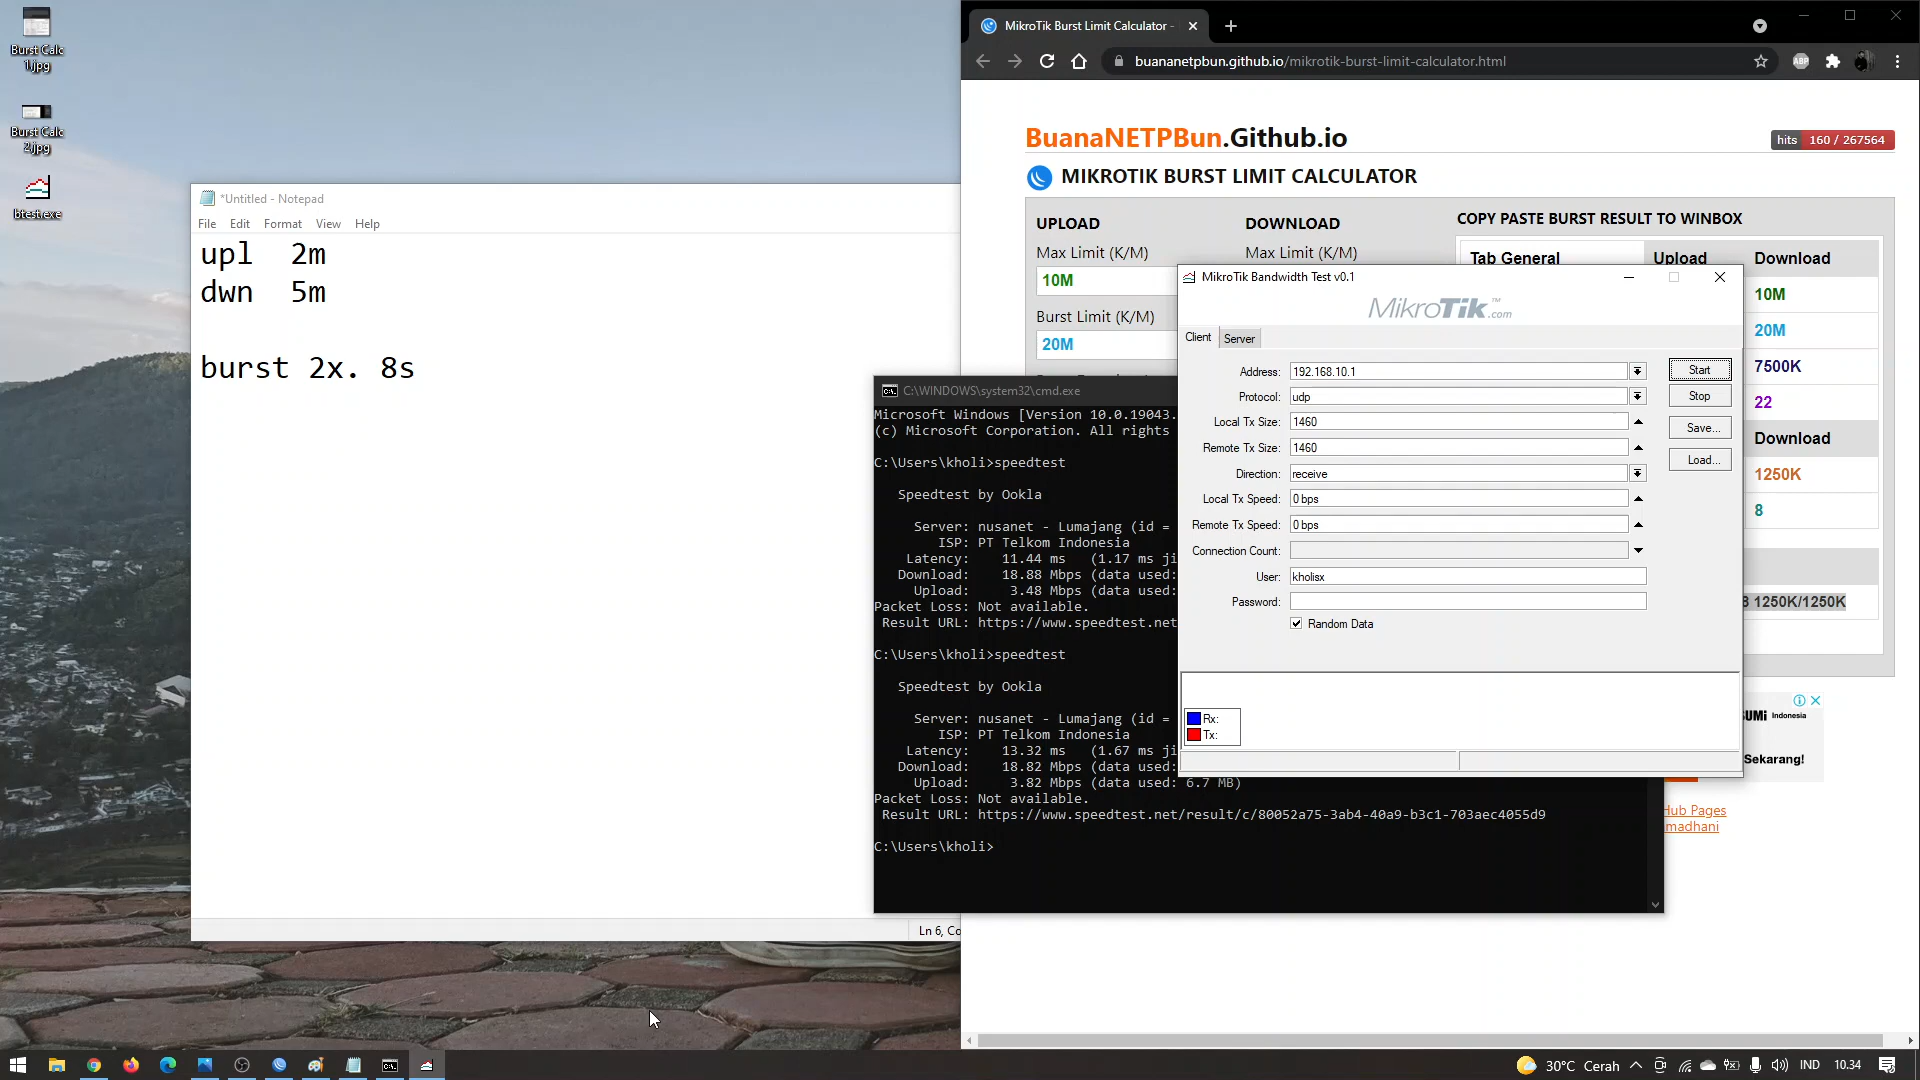 Burst Calc
1.jpg
Burst Calc
2.jpg
btest.exe
*Untitled - Notepad
File Edit Format View Help
upl 2m
dwn 5m
burst 2x. 8s
Ln 6, Co
MikroTik Burst Limit Calculator -
buananetpbun.github.io/mikrotik-burst-limit-calculator.html
ABP
BuanaNETPBun.Github.io
hits 160 / 267564
MIKROTIK BURST LIMIT CALCULATOR
UPLOAD DOWNLOAD
Max Limit (K/M) Max Limit (K/M)
10M
Burst Limit (K/M)
20M
COPY PASTE BURST RESULT TO WINBOX
Tab General Upload Download
10M
20M
7500K
22
Download
1250K
8
8 1250K/1250K
BUMi Indonesia
Sekarang!
Hub Pages
madhani
C:\WINDOWS\system32\cmd.exe
Microsoft Windows [Version 10.0.19043.
(c) Microsoft Corporation. All rights
C:\Users\kholi>speedtest
Speedtest by Ookla
Server: nusanet - Lumajang (id =
ISP: PT Telkom Indonesia
Latency: 11.44 ms (1.17 ms ji
Download: 18.88 Mbps (data used:
Upload: 3.48 Mbps (data used:
Packet Loss: Not available.
Result URL: https://www.speedtest.net
C:\Users\kholi>speedtest
Speedtest by Ookla
Server: nusanet - Lumajang (id =
ISP: PT Telkom Indonesia
Latency: 13.32 ms (1.67 ms ji
Download: 18.82 Mbps (data used:
Upload: 3.82 Mbps (data used: 6.7 MB)
Packet Loss: Not available.
Result URL: https://www.speedtest.net/result/c/80052a75-3ab4-40a9-b3c1-703aec4055d9
C:\Users\kholi>
MikroTik Bandwidth Test v0.1
MikroTik™.com
Client Server
Address: 192.168.10.1 Start
Protocol: udp Stop
Local Tx Size: 1460 Save...
Remote Tx Size: 1460 Load...
Direction: receive
Local Tx Speed: 0 bps
Remote Tx Speed: 0 bps
Connection Count:
User: kholisx
Password:
Random Data
Rx:
Tx:
30°C Cerah IND 10.34